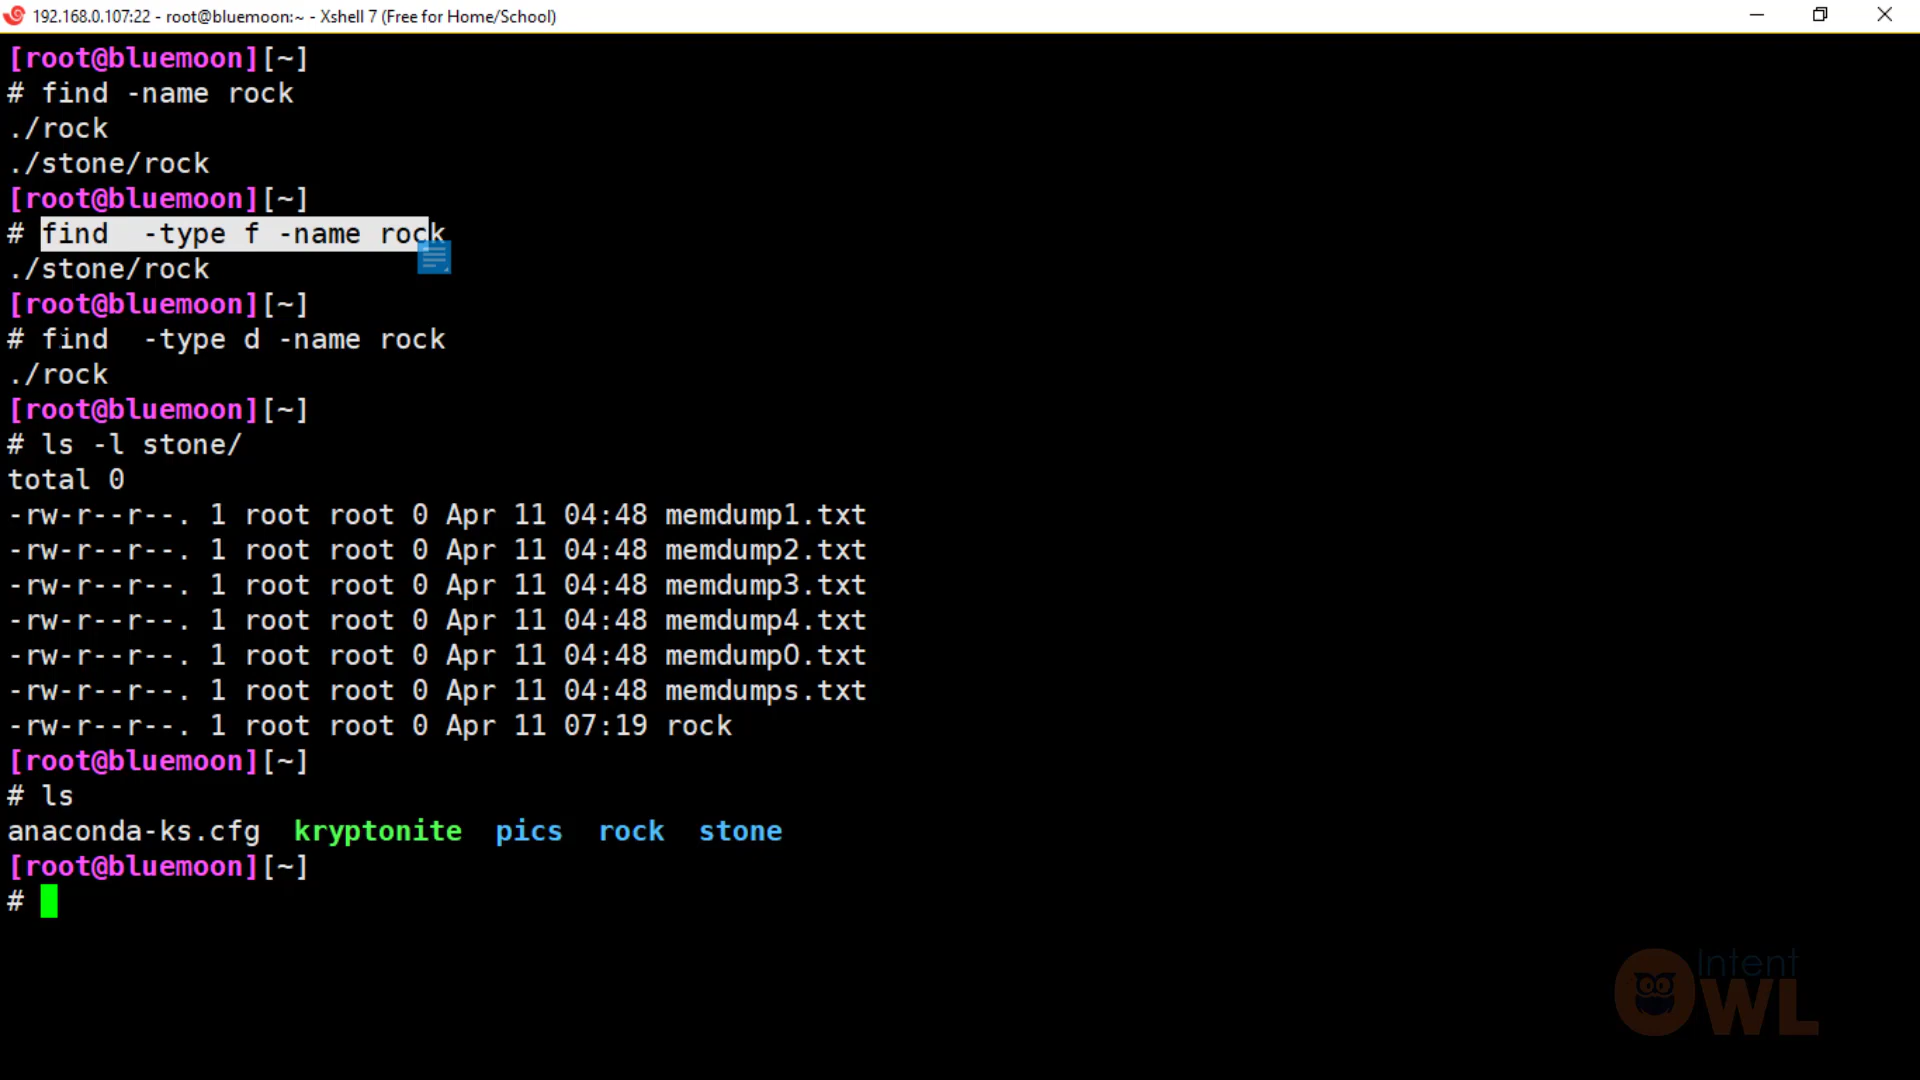 192.168.0.107:22 - root@bluemoon:~ - Xshell 7 (Free for Home/School)
[root@bluemoon][~]
# find -name rock
./rock
./stone/rock
[root@bluemoon][~]
# find  -type f -name rock
./stone/rock
[root@bluemoon][~]
# find  -type d -name rock
./rock
[root@bluemoon][~]
# ls -l stone/
total 0
-rw-r--r--. 1 root root 0 Apr 11 04:48 memdump1.txt
-rw-r--r--. 1 root root 0 Apr 11 04:48 memdump2.txt
-rw-r--r--. 1 root root 0 Apr 11 04:48 memdump3.txt
-rw-r--r--. 1 root root 0 Apr 11 04:48 memdump4.txt
-rw-r--r--. 1 root root 0 Apr 11 04:48 memdumpO.txt
-rw-r--r--. 1 root root 0 Apr 11 04:48 memdumps.txt
-rw-r--r--. 1 root root 0 Apr 11 07:19 rock
[root@bluemoon][~]
# ls
anaconda-ks.cfg  kryptonite  pics  rock  stone
[root@bluemoon][~]
#
Intent
OWL